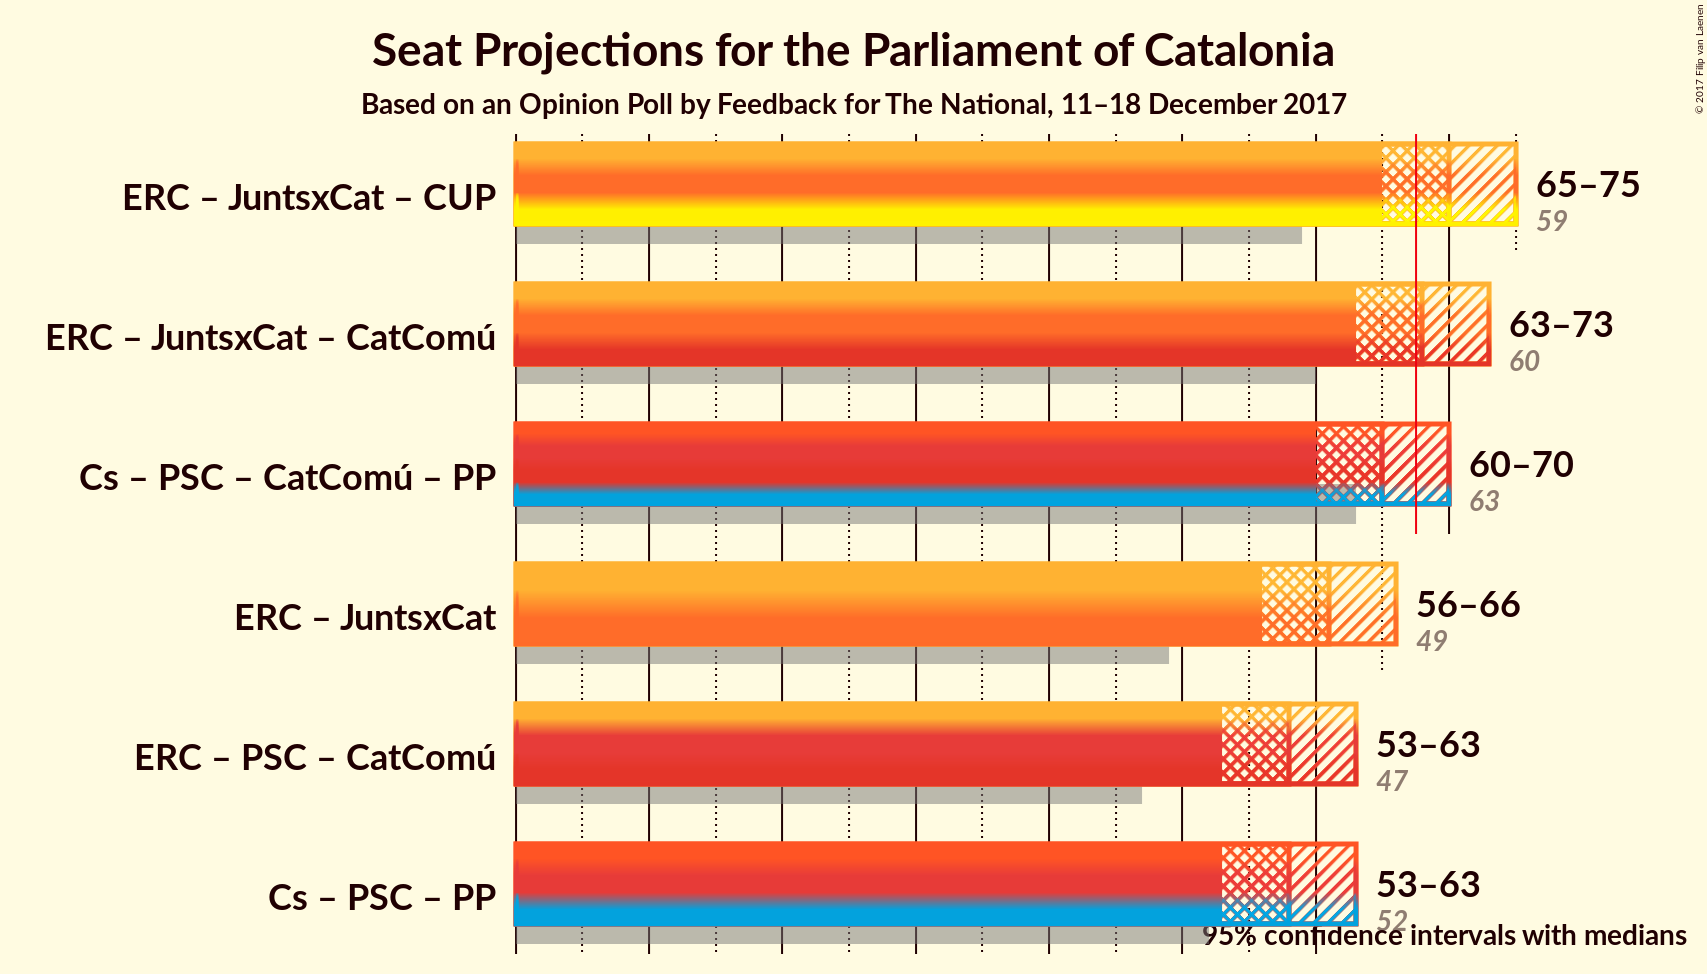 Seat Projections for the Parliament of Catalonia
Based on an Opinion Poll by Feedback for The National, 11–18 December 2017
© 2017 Filip van Laenen
ERC – JuntsxCat – CUP
65–75
59
ERC – JuntsxCat – CatComú
63–73
60
Cs – PSC – CatComú – PP
60–70
63
ERC – JuntsxCat
56–66
49
ERC – PSC – CatComú
53–63
47
Cs – PSC – PP
53–63
52
95% confidence intervals with medians